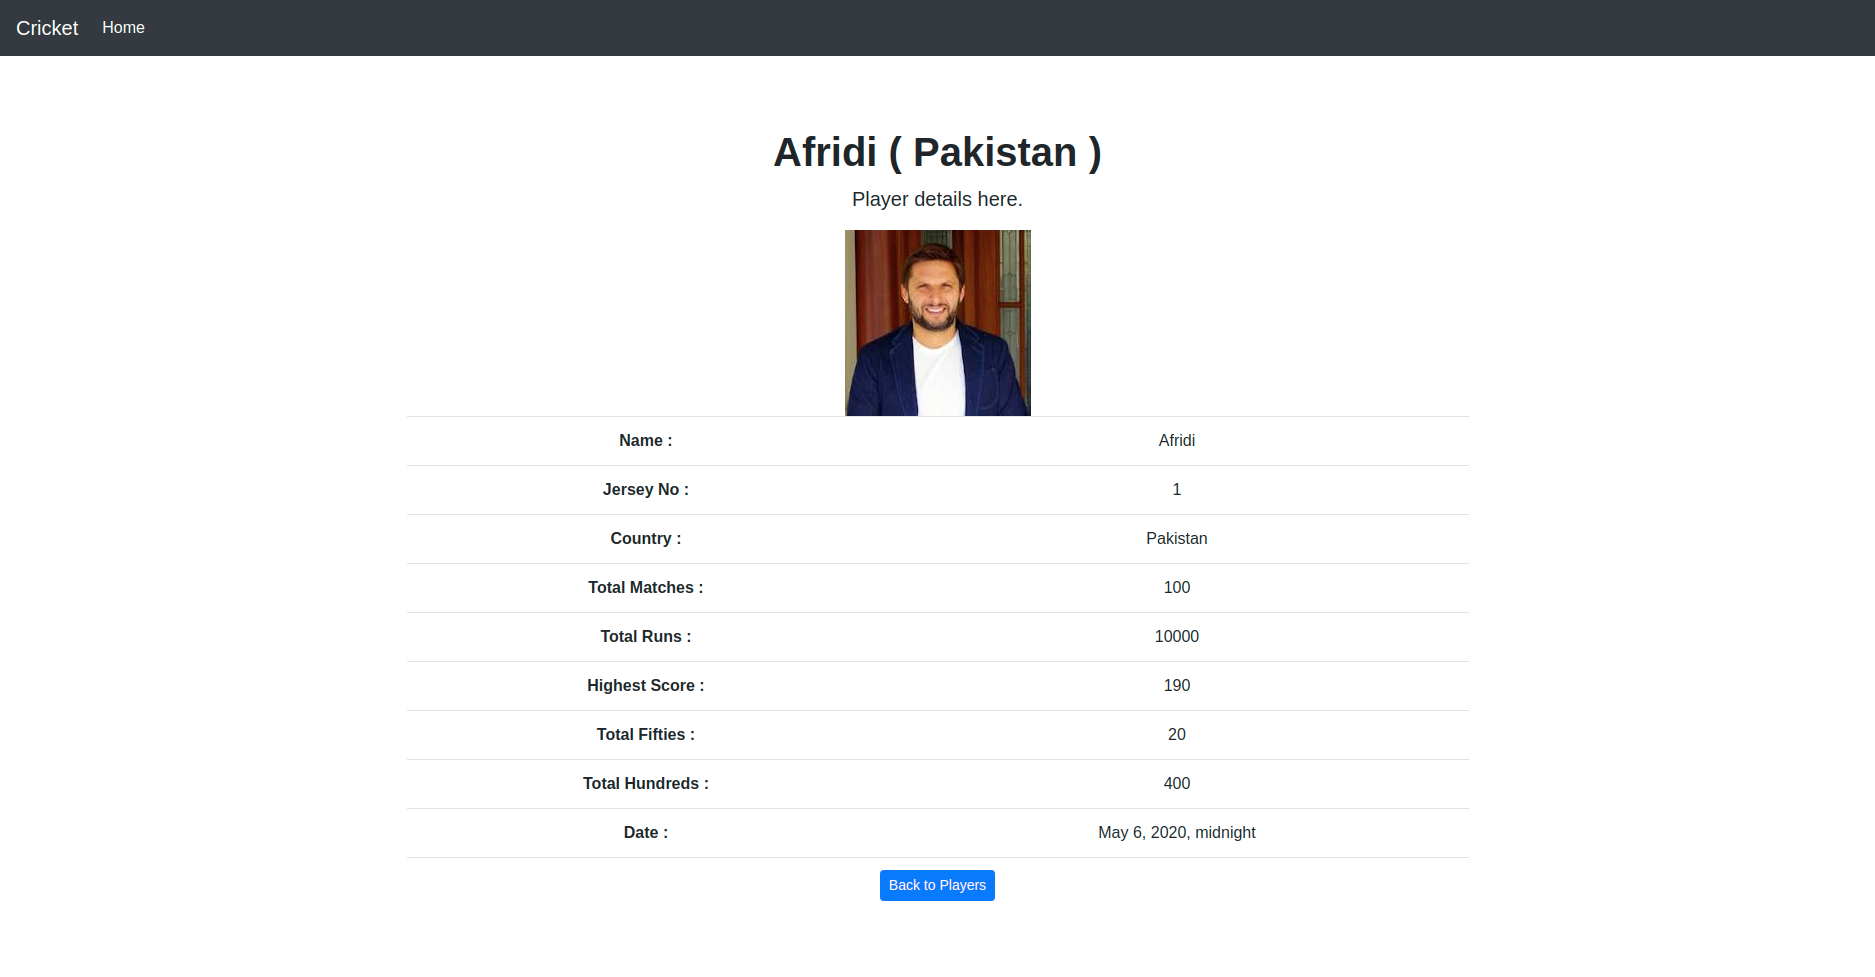 Cricket Home
Afridi ( Pakistan )
Player details here.
Name : Afridi
Jersey No : 1
Country : Pakistan
Total Matches : 100
Total Runs : 10000
Highest Score : 190
Total Fifties : 20
Total Hundreds : 400
Date : May 6, 2020, midnight
Back to Players